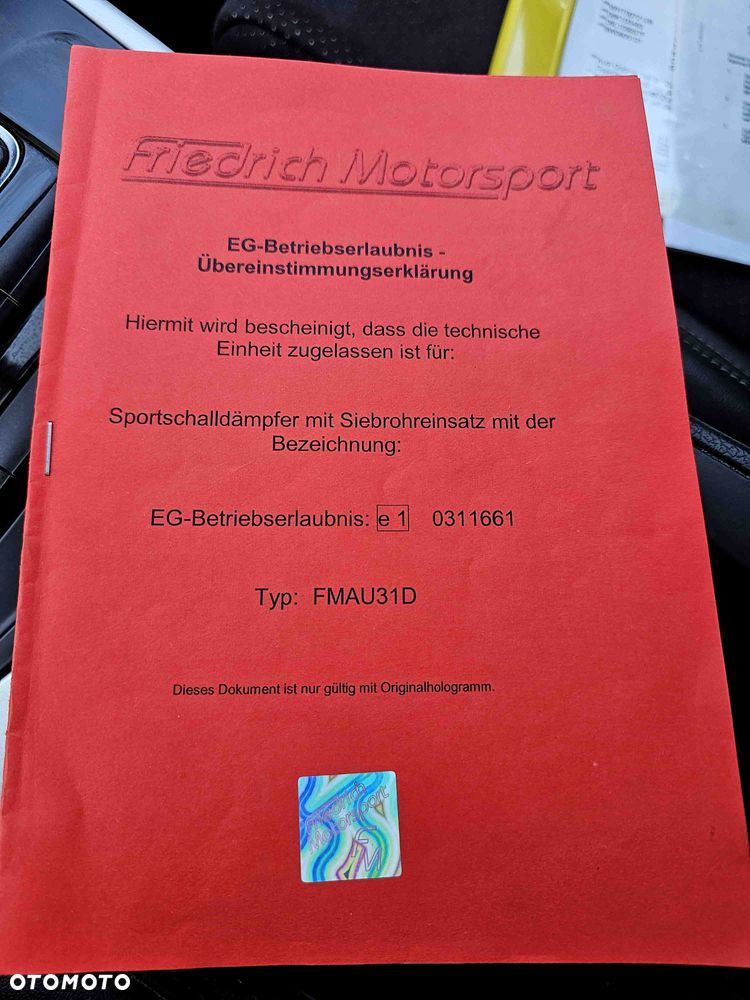 Friedrich Motorsport
EG-Betriebserlaubnis -
Übereinstimmungserklärung
Hiermit wird bescheinigt, dass die technische
Einheit zugelassen ist für:
Sportschalldämpfer mit Siebrohreinsatz mit der
Bezeichnung:
EG-Betriebserlaubnis: e 1 0311661
Typ: FMAU31D
Dieses Dokument ist nur gültig mit Originalhologramm.
Friedrich
Motorsport
FM
OTOMOTO